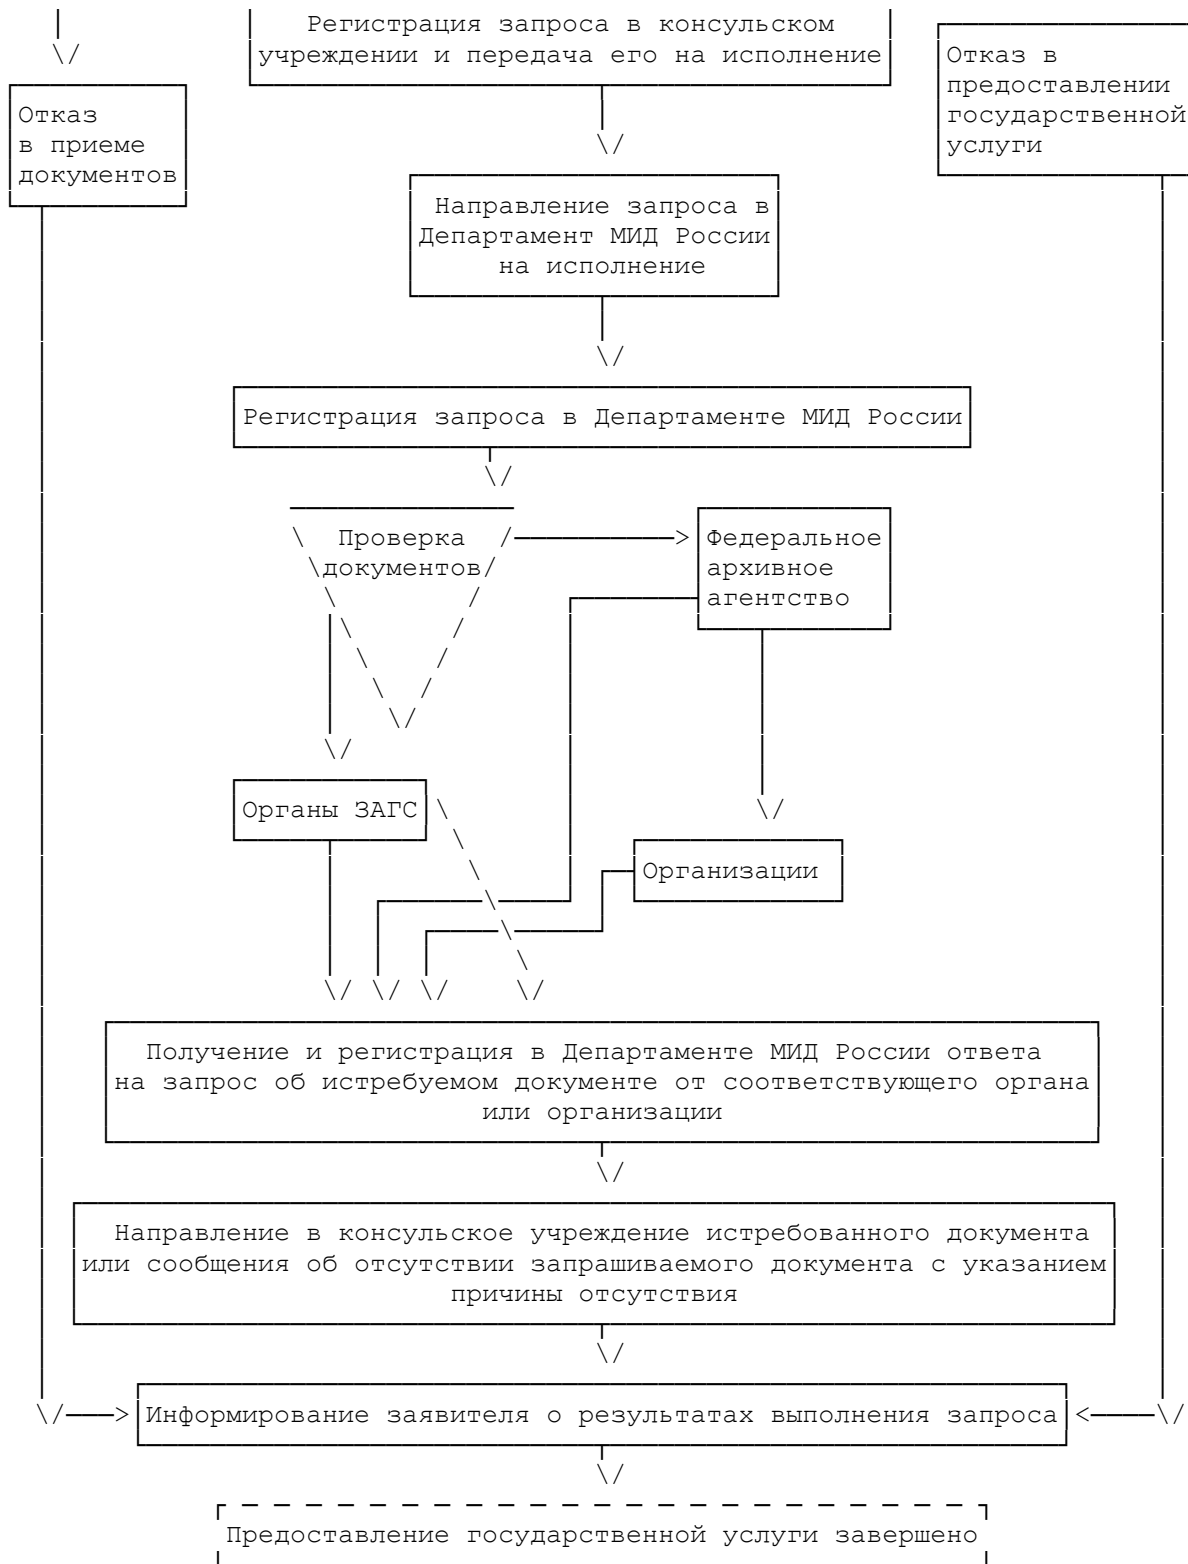 Регистрация запроса в консульском
учреждении и передача его на исполнение
Отказ в
предоставлении
государственной
услуги
Отказ
в приеме
документов
Направление запроса в
Департамент МИД России
на исполнение
Регистрация запроса в Департаменте МИД России
Проверка
документов
Федеральное
архивное
агентство
Органы ЗАГС
Организации
Получение и регистрация в Департаменте МИД России ответа
на запрос об истребуемом документе от соответствующего органа
или организации
Направление в консульское учреждение истребованного документа
или сообщения об отсутствии запрашиваемого документа с указанием
причины отсутствия
Информирование заявителя о результатах выполнения запроса
Предоставление государственной услуги завершено